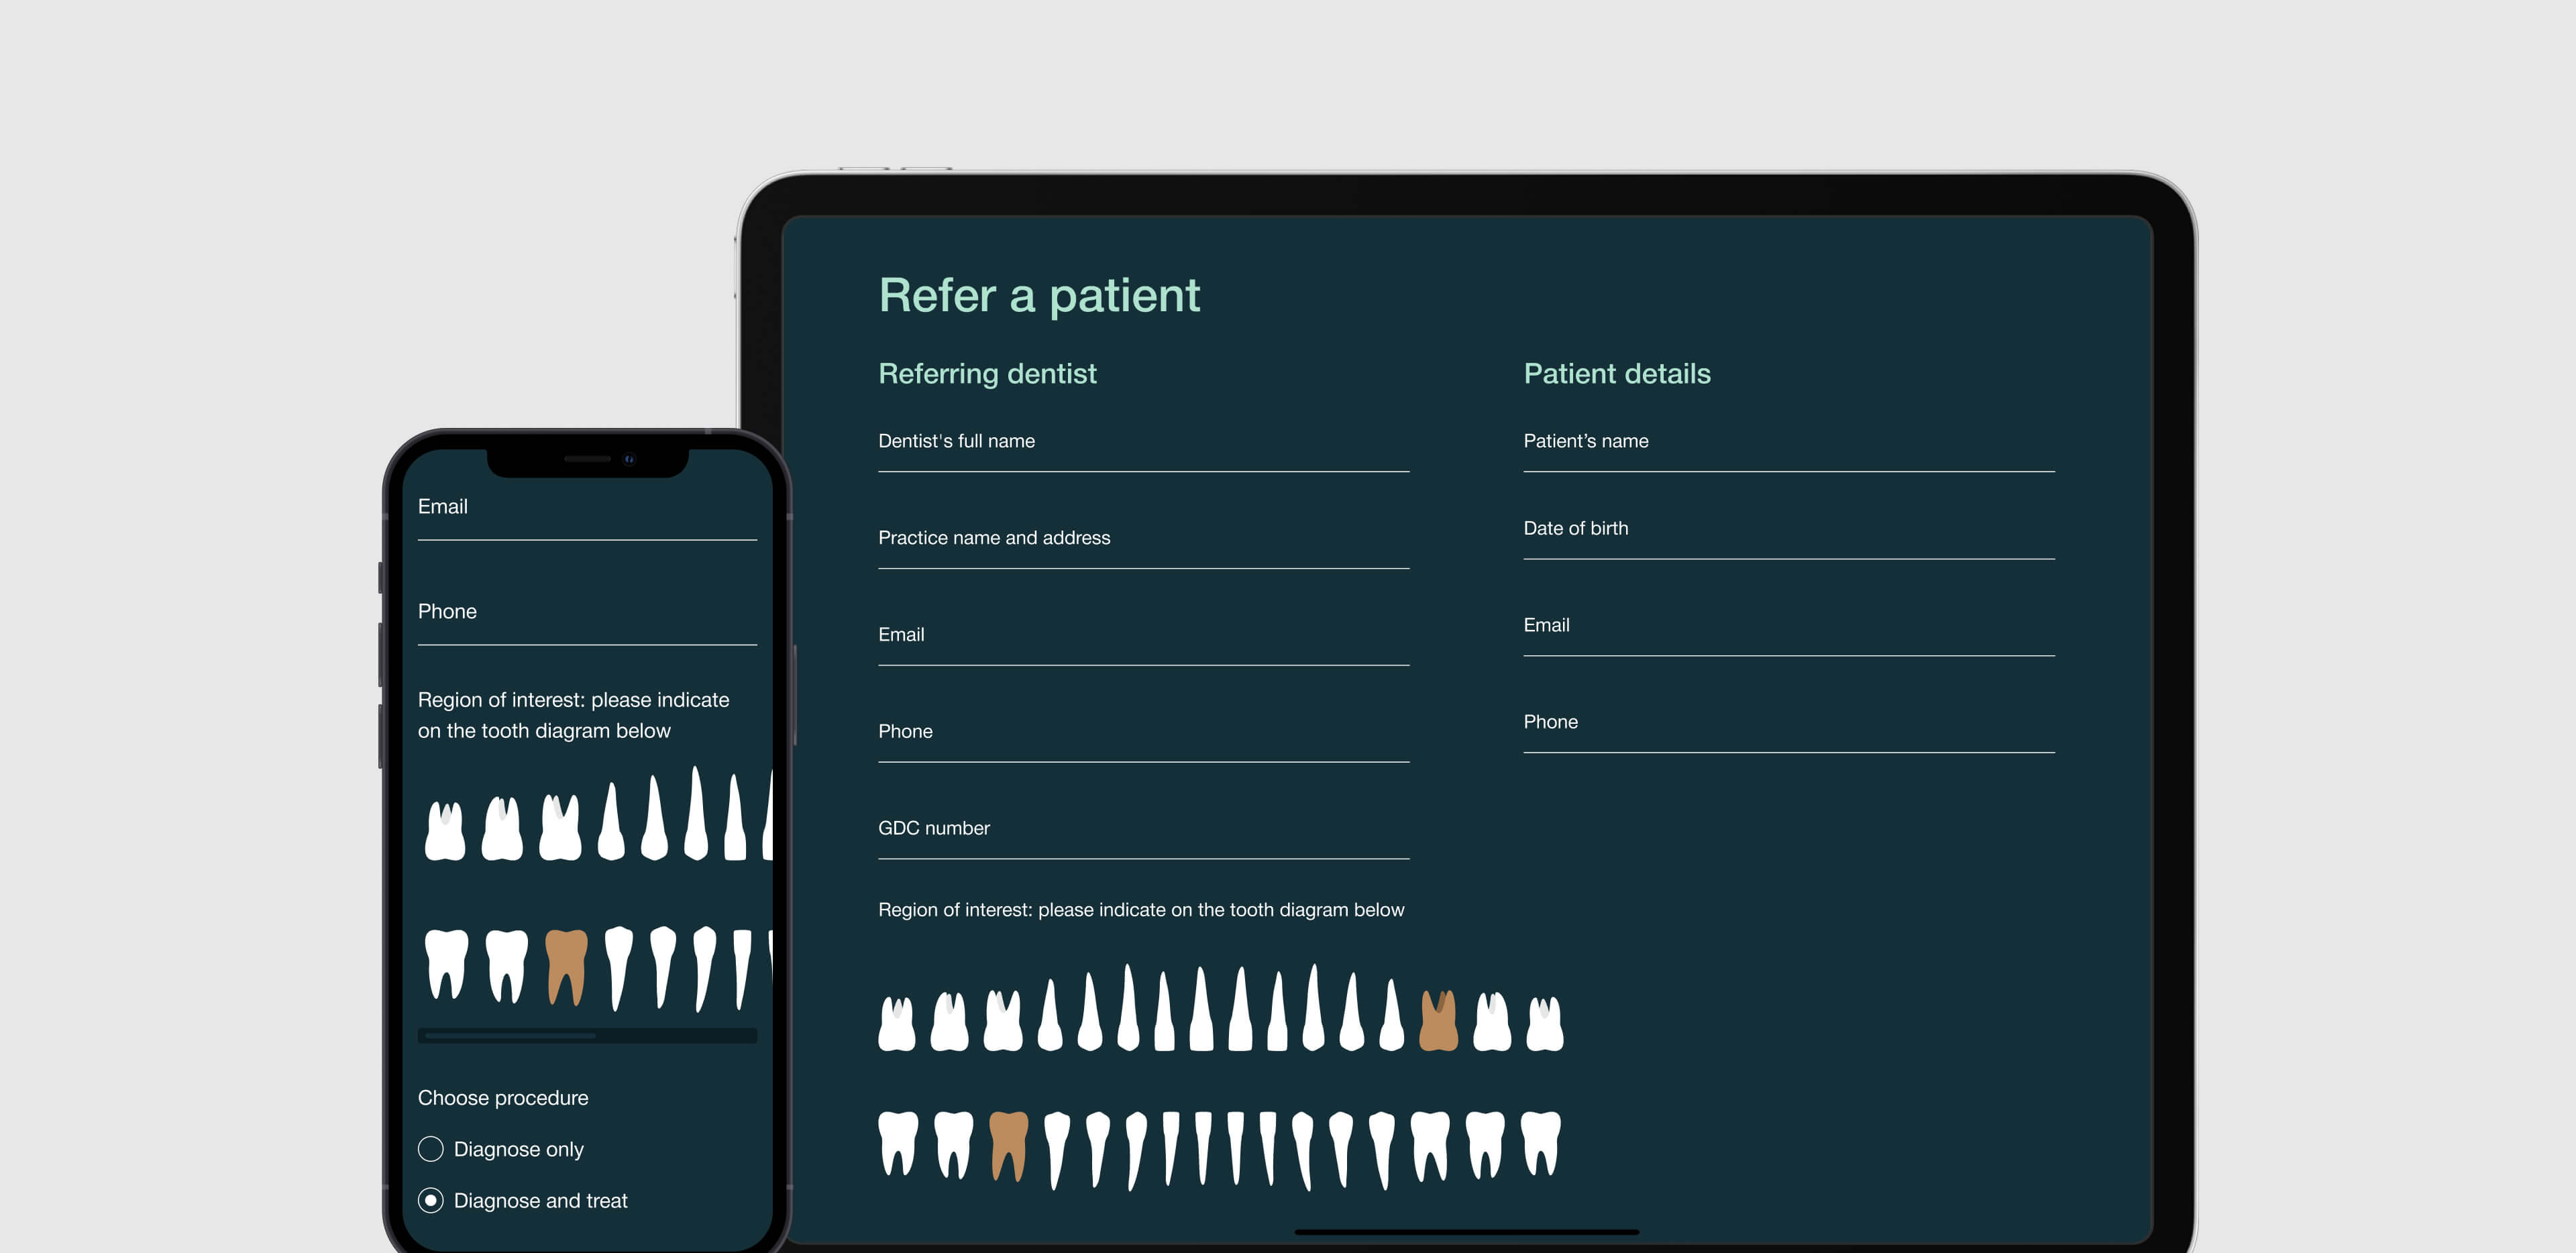 Refer a patient
Referring dentist
Dentist's full name
Practice name and address
Email
Phone
GDC number
Region of interest: please indicate on the tooth diagram below
Patient details
Patient’s name
Date of birth
Email
Phone
Email
Phone
Region of interest: please indicate
on the tooth diagram below
Choose procedure
Diagnose only
Diagnose and treat